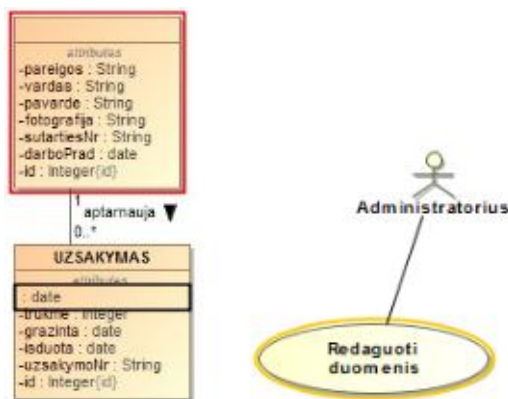 attributes
-pareigos : String
-vardas : String
-pavarde : String
-fotografija : String
-sutartiesNr : String
-darboPrad : date
-id : Integer{id}
1
aptarnauja
0..*
UZSAKYMAS
attributes
: date
-trukme : Integer
-grazinta : date
-isduota : date
-uzsakymoNr : String
-id : Integer{id}
Administratorius
Redaguoti
duomenis